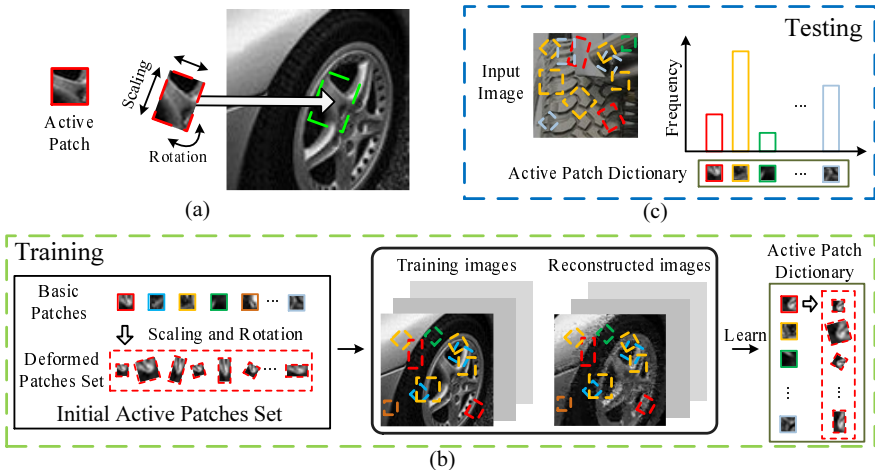 Scaling
Active
Patch
Rotation
(a)
Testing
Input
Image
Frequency
...
Active Patch Dictionary
...
(c)
Training
Basic
Patches
...
Scaling and Rotation
Deformed
Patches Set
...
Initial Active Patches Set
Training images
Reconstructed images
Learn
Active Patch
Dictionary
...
...
(b)